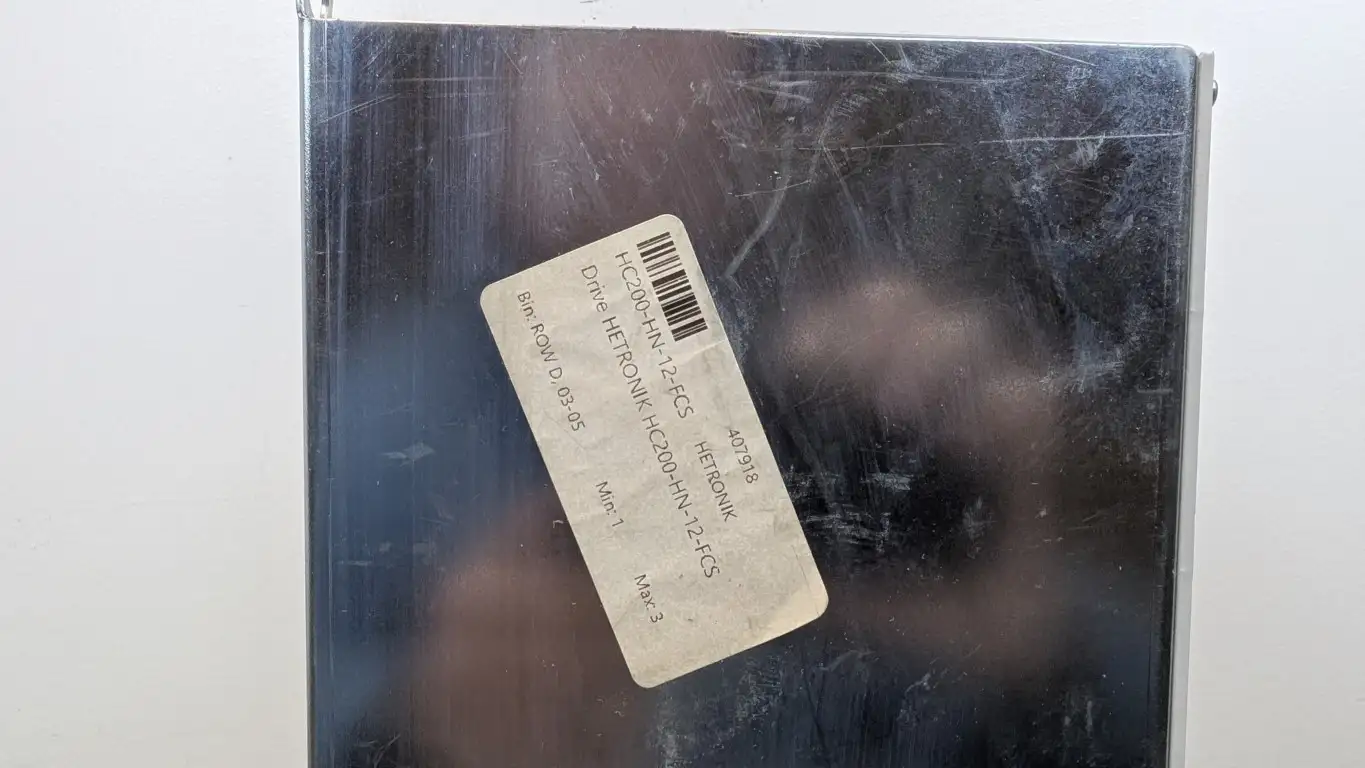 407918
HC200-HN-12-FCS HETRONIK
Drive HETRONIK HC200-HN-12-FCS
Bin: ROW D, 03-05 Min: 1 Max: 3